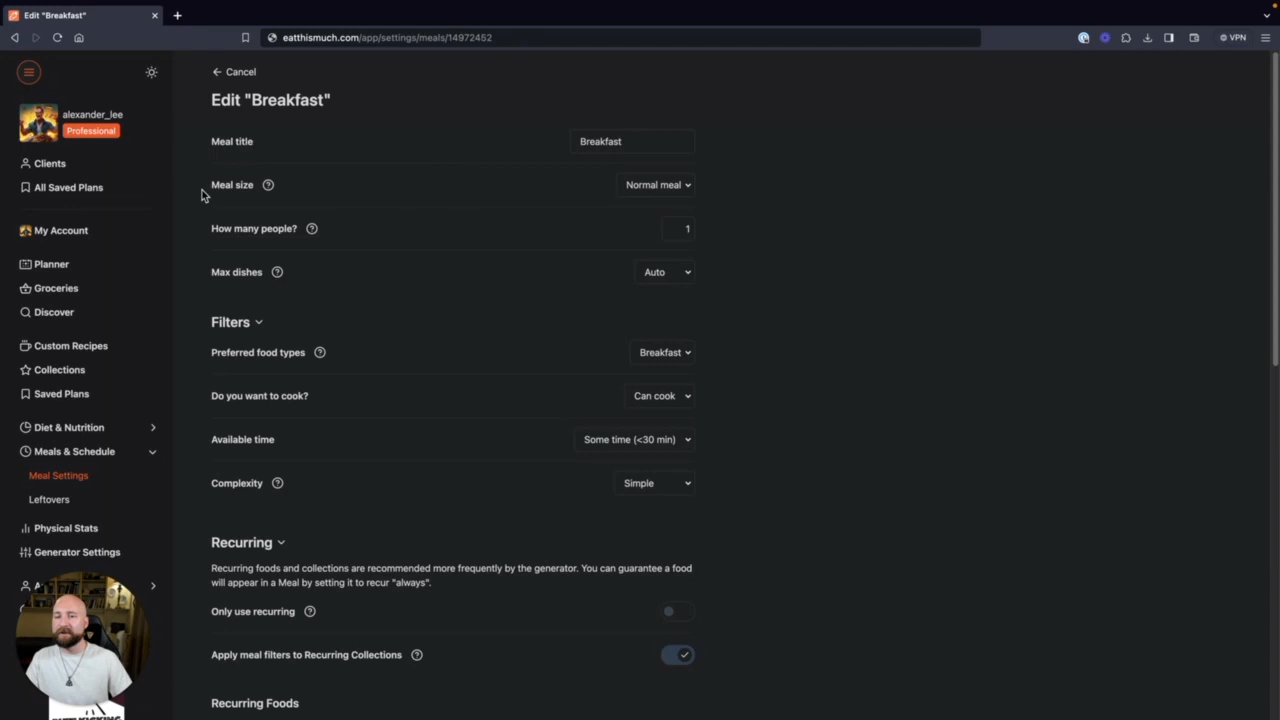 Edit "Breakfast"
eatthismuch.com/app/settings/meals/14972452
VPN
Cancel
Edit "Breakfast"
alexander_lee
Professional
Clients
All Saved Plans
My Account
Planner
Groceries
Discover
Custom Recipes
Collections
Saved Plans
Diet & Nutrition
Meals & Schedule
Meal Settings
Leftovers
Physical Stats
Generator Settings
Meal title
Breakfast
Meal size
Normal meal
How many people?
1
Max dishes
Auto
Filters
Preferred food types
Breakfast
Do you want to cook?
Can cook
Available time
Some time (<30 min)
Complexity
Simple
Recurring
Recurring foods and collections are recommended more frequently by the generator. You can guarantee a food
will appear in a Meal by setting it to recur "always".
Only use recurring
Apply meal filters to Recurring Collections
Recurring Foods